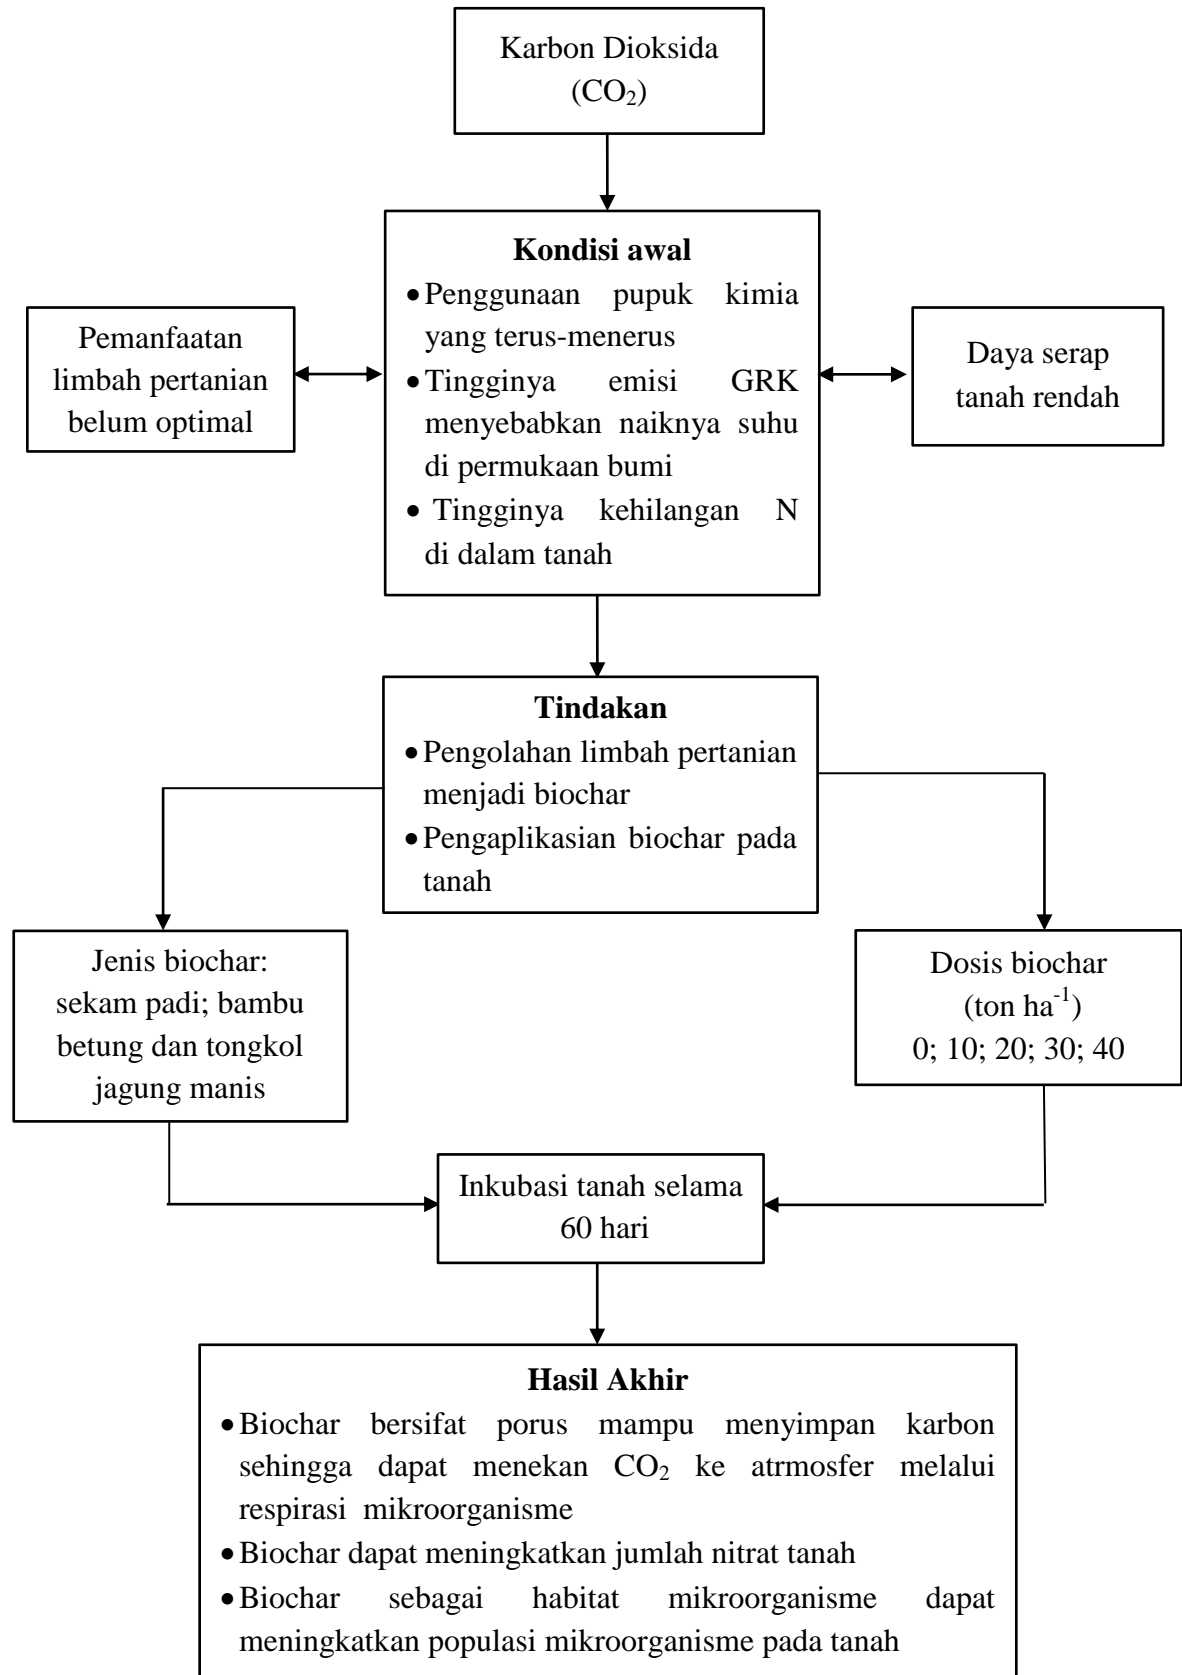 Karbon Dioksida
(CO₂)
Kondisi awal
•Penggunaan pupuk kimia
yang terus-menerus
•Tingginya emisi GRK
menyebabkan naiknya suhu
di permukaan bumi
• Tingginya kehilangan N
di dalam tanah
Pemanfaatan
limbah pertanian
belum optimal
Daya serap
tanah rendah
Tindakan
•Pengolahan limbah pertanian
menjadi biochar
•Pengaplikasian biochar pada
tanah
Jenis biochar:
sekam padi; bambu
betung dan tongkol
jagung manis
Dosis biochar
(ton ha⁻¹)
0; 10; 20; 30; 40
Inkubasi tanah selama
60 hari
Hasil Akhir
•Biochar bersifat porus mampu menyimpan karbon
sehingga dapat menekan CO₂ ke atrmosfer melalui
respirasi mikroorganisme
•Biochar dapat meningkatkan jumlah nitrat tanah
•Biochar sebagai habitat mikroorganisme dapat
meningkatkan populasi mikroorganisme pada tanah